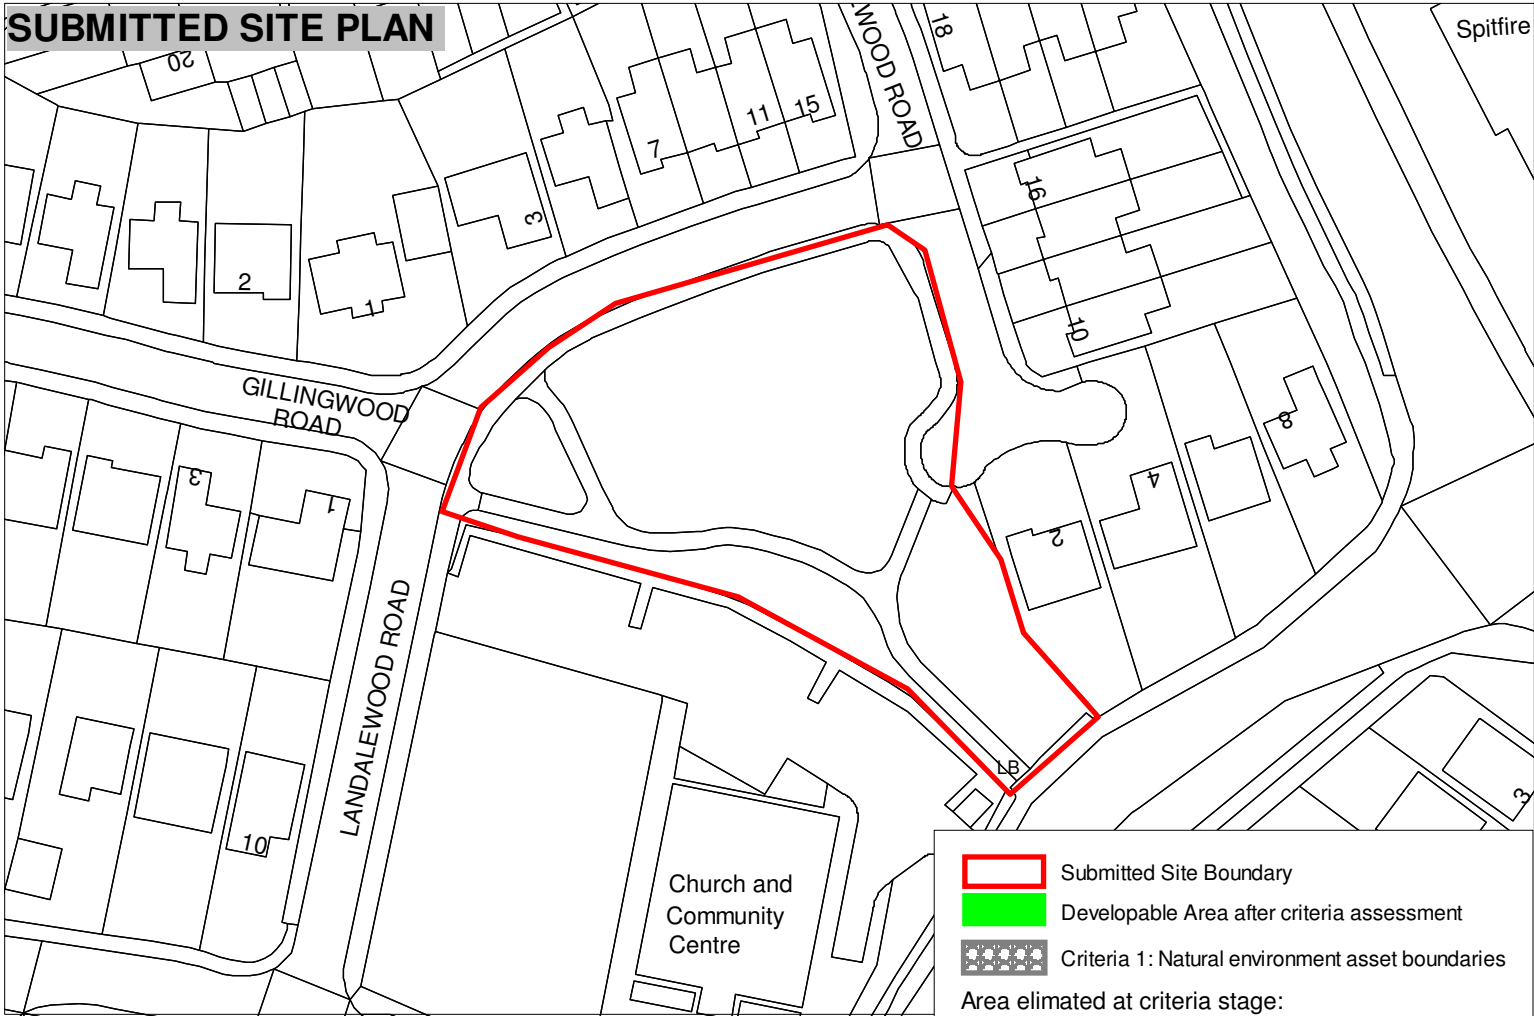 SUBMITTED SITE PLAN
20
EWOOD ROAD
18
Spitfire
7
11
15
3
16
2
1
10
GILLINGWOOD
ROAD
8
3
1
4
2
LANDALEWOOD ROAD
10
LB
3
Church and
Community
Centre
Submitted Site Boundary
Developable Area after criteria assessment
Criteria 1: Natural environment asset boundaries
Area elimated at criteria stage: